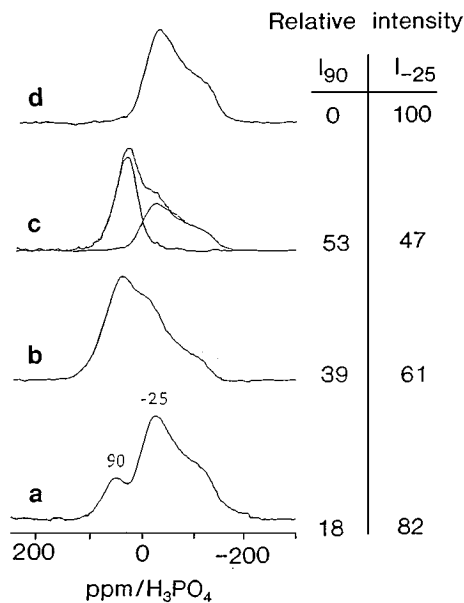 Relative intensity
I90 I-25
d 0 100
c 53 47
b 39 61
-25
90
a 18 82
200 0 -200
ppm/H3PO4